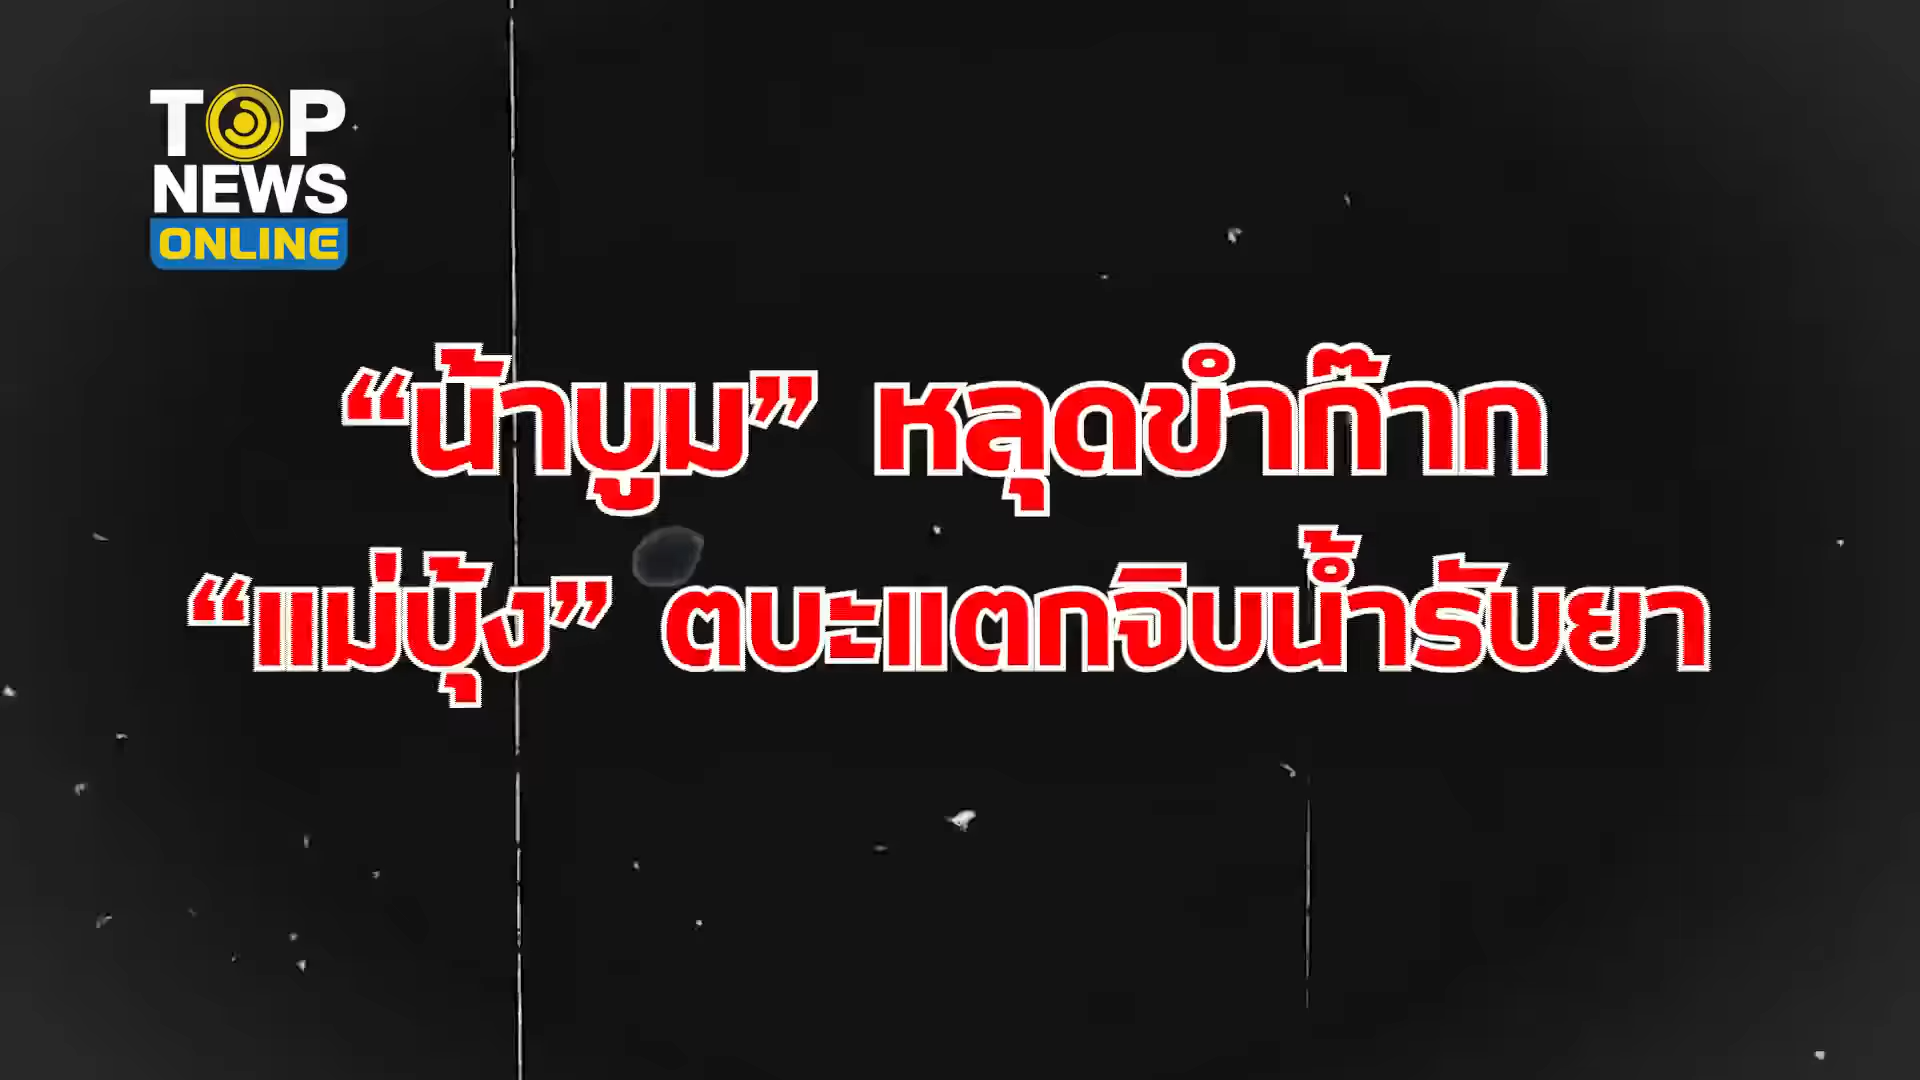 TOP
NEWS
ONLINE
“น้าบูม” หลุดขำก๊าก
“แม่บุ้ง” ตบะแตกจิบน้ำรับยา